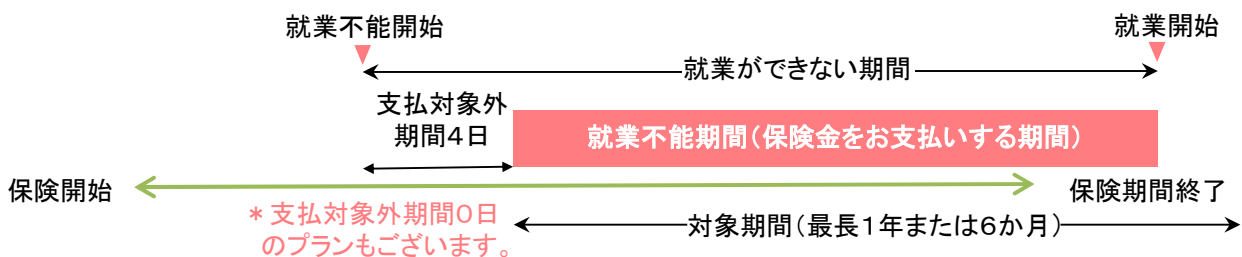 就業不能開始
就業開始
就業ができない期間
支払対象外
期間4日
就業不能期間(保険金をお支払いする期間)
保険開始
保険期間終了
*支払対象外期間0日
のプランもございます。
対象期間(最長1年または6か月)